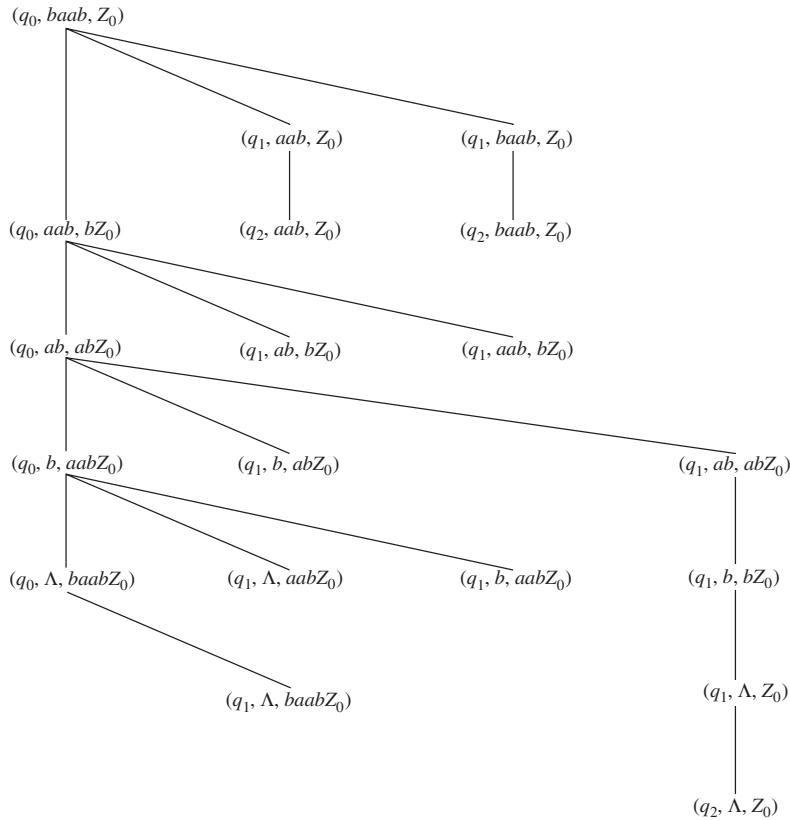 (q₀, baab, Z₀)
(q₁, aab, Z₀) (q₁, baab, Z₀)
(q₀, aab, bZ₀) (q₂, aab, Z₀) (q₂, baab, Z₀)
(q₀, ab, abZ₀) (q₁, ab, bZ₀) (q₁, aab, bZ₀)
(q₀, b, aabZ₀) (q₁, b, abZ₀) (q₁, ab, abZ₀)
(q₀, Λ, baabZ₀) (q₁, Λ, aabZ₀) (q₁, b, aabZ₀) (q₁, b, bZ₀)
(q₁, Λ, baabZ₀) (q₁, Λ, Z₀)
(q₂, Λ, Z₀)